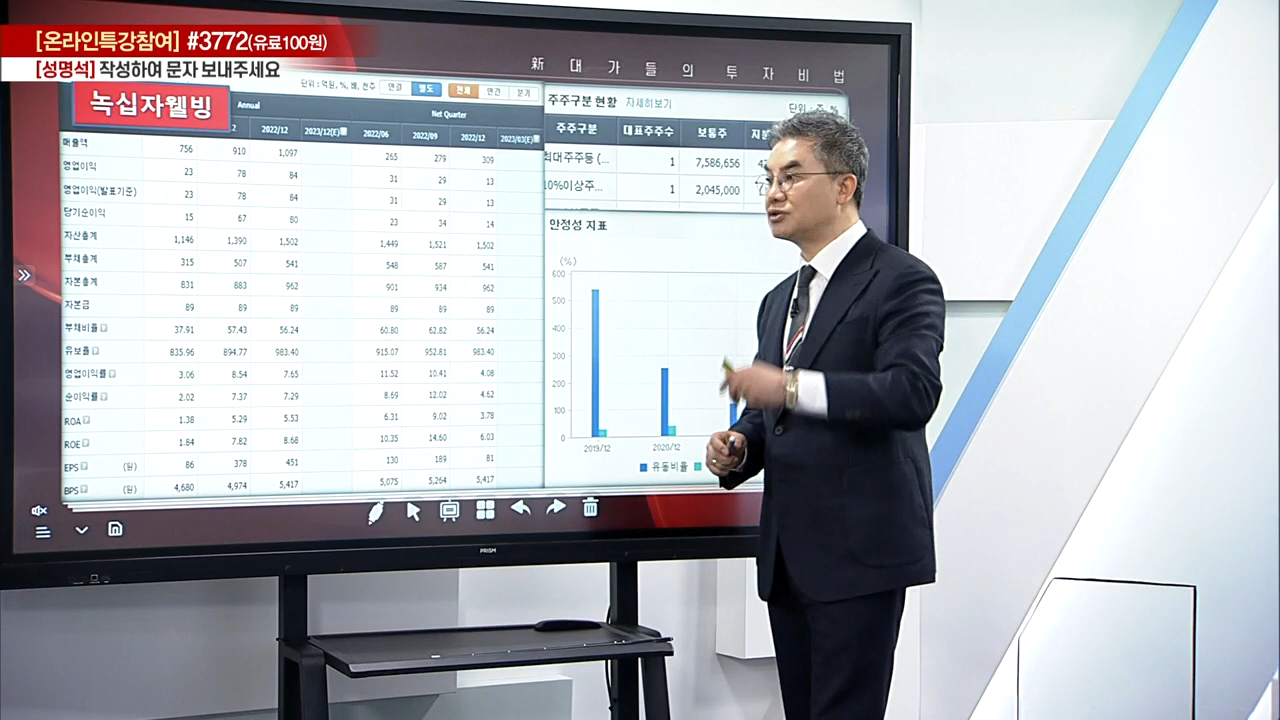 [온라인특강참여] #3772(유료100원)
[성명석] 작성하여 문자 보내주세요
新 대 가 들 의 투 자 비 법
녹십자웰빙
단위 : 억원, %, 배, 천주 연결 별도 전체 연간 분기
Annual Net Quarter
2022/12 2023/12(E) 2022/06 2022/09 2022/12 2023/03(E)
매출액 756 910 1,097 265 279 309
영업이익 23 78 84 31 29 13
영업이익(발표기준) 23 78 84 31 29 13
당기순이익 15 67 80 23 34 14
자산총계 1,146 1,390 1,502 1,449 1,521 1,502
부채총계 315 507 541 548 587 541
자본총계 831 883 962 901 934 962
자본금 89 89 89 89 89 89
부채비율 37.91 57.43 56.24 60.80 62.82 56.24
유보율 835.96 894.77 983.40 915.07 952.81 983.40
영업이익률 3.06 8.54 7.65 11.52 10.41 4.08
순이익률 2.02 7.37 7.29 8.69 12.02 4.62
ROA 1.38 5.29 5.53 6.31 9.02 3.78
ROE 1.84 7.82 8.68 10.35 14.60 6.03
EPS (원) 86 378 451 130 189 81
BPS (원) 4,680 4,974 5,417 5,075 5,264 5,417
주주구분 현황 자세히보기 단위 : 주, %
주주구분 대표주주수 보통주
최대주주등 (... 1 7,586,656
10%이상주... 1 2,045,000
안정성 지표
(%)
600
500
400
300
200
100
0
2019/12 2020/12
유동비율
PRISM